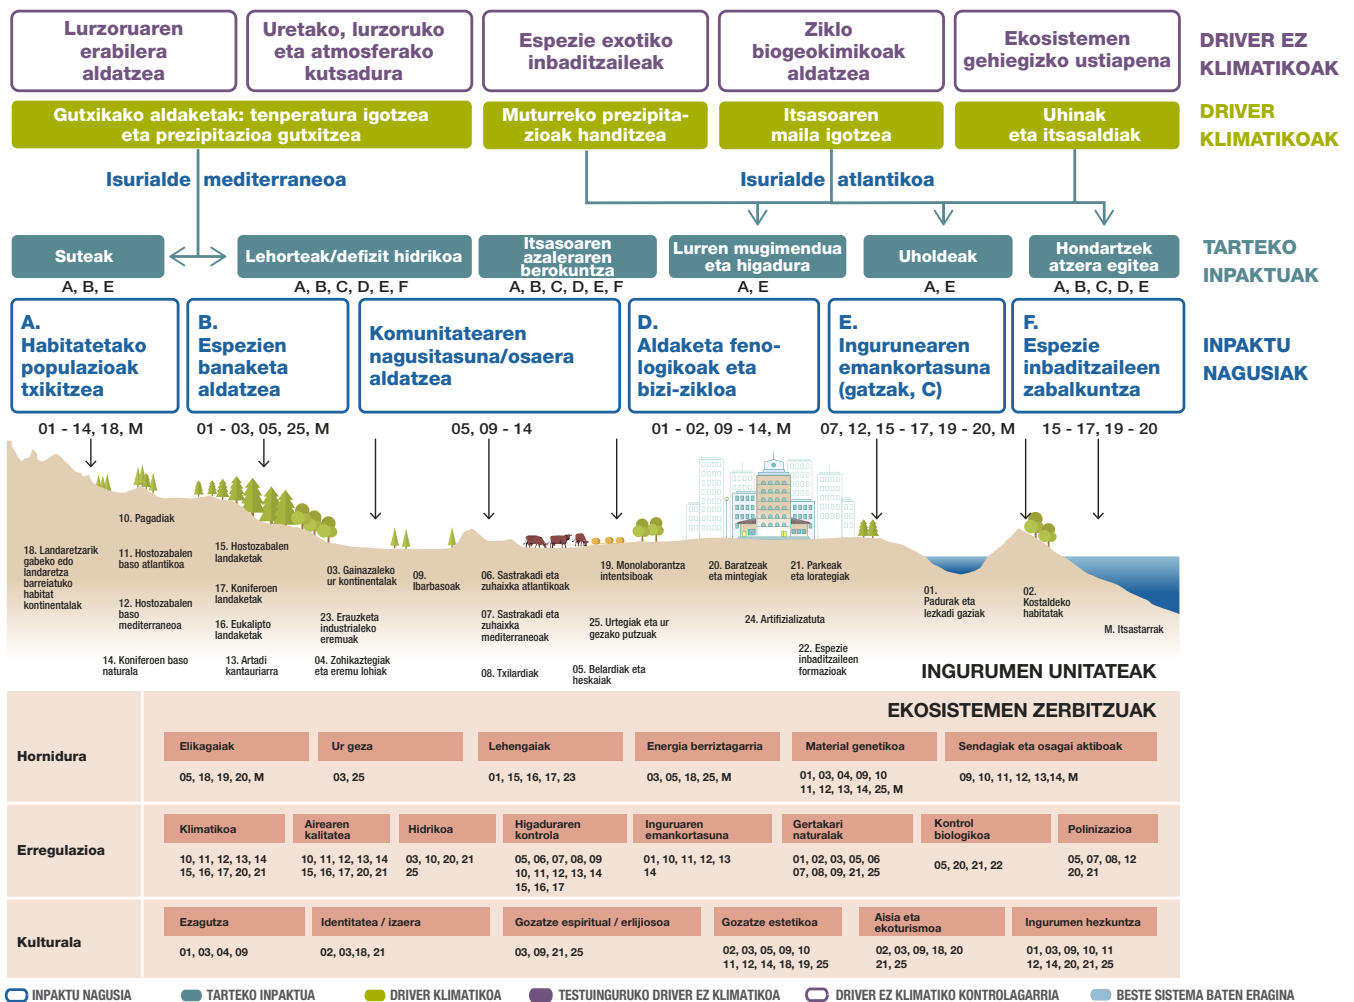 Lurzoruaren
erabilera
aldatzea
Uretako, lurzoruko
eta atmosferako
kutsadura
Espezie exotiko
inbaditzaileak
Ziklo
biogeokimikoak
aldatzea
Ekosistemen
gehiegizko ustiapena
DRIVER EZ
KLIMATIKOAK
Gutxikako aldaketak: tenperatura igotzea
eta prezipitazioa gutxitzea
Muturreko prezipita-
zioak handitzea
Itsasoaren
maila igotzea
Uhinak
eta itsasaldiak
DRIVER
KLIMATIKOAK
Isurialde mediterraneoa
Isurialde atlantikoa
Suteak
Lehorteak/defizit hidrikoa
Itsasoaren
azaleraren
berokuntza
Lurren mugimendua
eta higadura
Uholdeak
Hondartzek
atzera egitea
TARTEKO
INPAKTUAK
A, B, E
A, B, C, D, E, F
A, B, C, D, E, F
A, E
A, E
A, B, C, D, E
A.
Habitatetako
populazioak
txikitzea
B.
Espezien
banaketa
aldatzea
Komunitatearen
nagusitasuna/osaera
aldatzea
D.
Aldaketa feno-
logikoak eta
bizi-zikloa
E.
Ingurunearen
emankortasuna
(gatzak, C)
F.
Espezie
inbaditzaileen
zabalkuntza
INPAKTU
NAGUSIAK
01 - 14, 18, M
01 - 03, 05, 25, M
05, 09 - 14
01 - 02, 09 - 14, M
07, 12, 15 - 17, 19 - 20, M
15 - 17, 19 - 20
18. Landaretzarik
gabeko edo
landaretza
barreiatuko
habitat
kontinentalak
10. Pagadiak
11. Hostozabalen
baso atlantikoa
12. Hostozabalen
baso
mediterraneoa
14. Koniferoen baso
naturala
15. Hostozabalen
landaketak
17. Koniferoen
landaketak
16. Eukalipto
landaketak
13. Artadi
kantauriarra
03. Gainazaleko
ur kontinentalak
23. Erauzketa
industrialeko
eremuak
04. Zohikaztegiak
eta eremu lohiak
09.
Ibarbasoak
06. Sastrakadi eta
zuhaixka atlantikoak
07. Sastrakadi eta
zuhaixka
mediterraneoak
08. Txilardiak
19. Monolaborantza
intentsiboak
25. Urtegiak eta ur
gezako putzuak
05. Belardiak eta
heskaiak
20. Baratzeak
eta mintegiak
24. Artifizializatuta
21. Parkeak
eta lorategiak
22. Espezie
inbaditzaileen
formazioak
01.
Padurak eta
lezkadi gaziak
02.
Kostaldeko
habitatak
M. Itsastarrak
INGURUMEN UNITATEAK
EKOSISTEMEN ZERBITZUAK
Hornidura
Elikagaiak
Ur geza
Lehengaiak
Energia berriztagarria
Material genetikoa
Sendagiak eta osagai aktiboak
05, 18, 19, 20, M
03, 25
01, 15, 16, 17, 23
03, 05, 18, 25, M
01, 03, 04, 09, 10
11, 12, 13, 14, 25, M
09, 10, 11, 12, 13,14, M
Erregulazioa
Klimatikoa
Airearen
kalitatea
Hidrikoa
Higaduraren
kontrola
Inguruaren
emankortasuna
Gertakari
naturalak
Kontrol
biologikoa
Polinizazioa
10, 11, 12, 13, 14
15, 16, 17, 20, 21
10, 11, 12, 13, 14
15, 16, 17, 20, 21
03, 10, 20, 21
25
05, 06, 07, 08, 09
10, 11, 12, 13, 14
15, 16, 17
01, 10, 11, 12, 13
14
01, 02, 03, 05, 06
07, 08, 09, 21, 25
05, 20, 21, 22
05, 07, 08, 12
20, 21
Kulturala
Ezagutza
Identitatea / izaera
Gozatze espiritual / erlijiosoa
Gozatze estetikoa
Aisia eta
ekoturismoa
Ingurumen hezkuntza
01, 03, 04, 09
02, 03,18, 21
03, 09, 21, 25
02, 03, 05, 09, 10
11, 12, 14, 18, 19, 25
02, 03, 09, 18, 20
21, 25
01, 03, 09, 10, 11
12, 14, 20, 21, 25
INPAKTU NAGUSIA
TARTEKO INPAKTUA
DRIVER KLIMATIKOA
TESTUINGURUKO DRIVER EZ KLIMATIKOA
DRIVER EZ KLIMATIKO KONTROLAGARRIA
BESTE SISTEMA BATEN ERAGINA